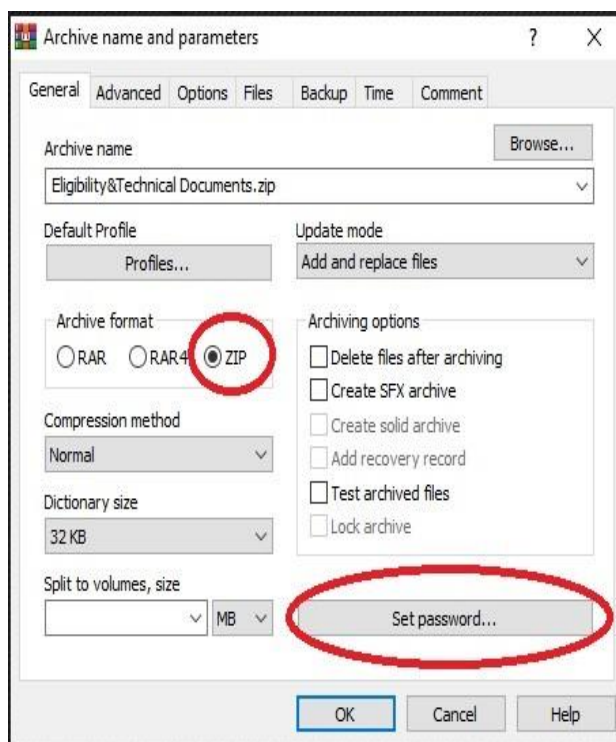 Archive name and parameters
? X
General Advanced Options Files Backup Time Comment
Archive name
Browse...
Eligibility&Technical Documents.zip
Default Profile
Profiles...
Update mode
Add and replace files
Archive format
RAR RAR4 ZIP
Archiving options
Delete files after archiving
Create SFX archive
Create solid archive
Add recovery record
Test archived files
Lock archive
Compression method
Normal
Dictionary size
32 KB
Split to volumes, size
MB
Set password...
OK Cancel Help